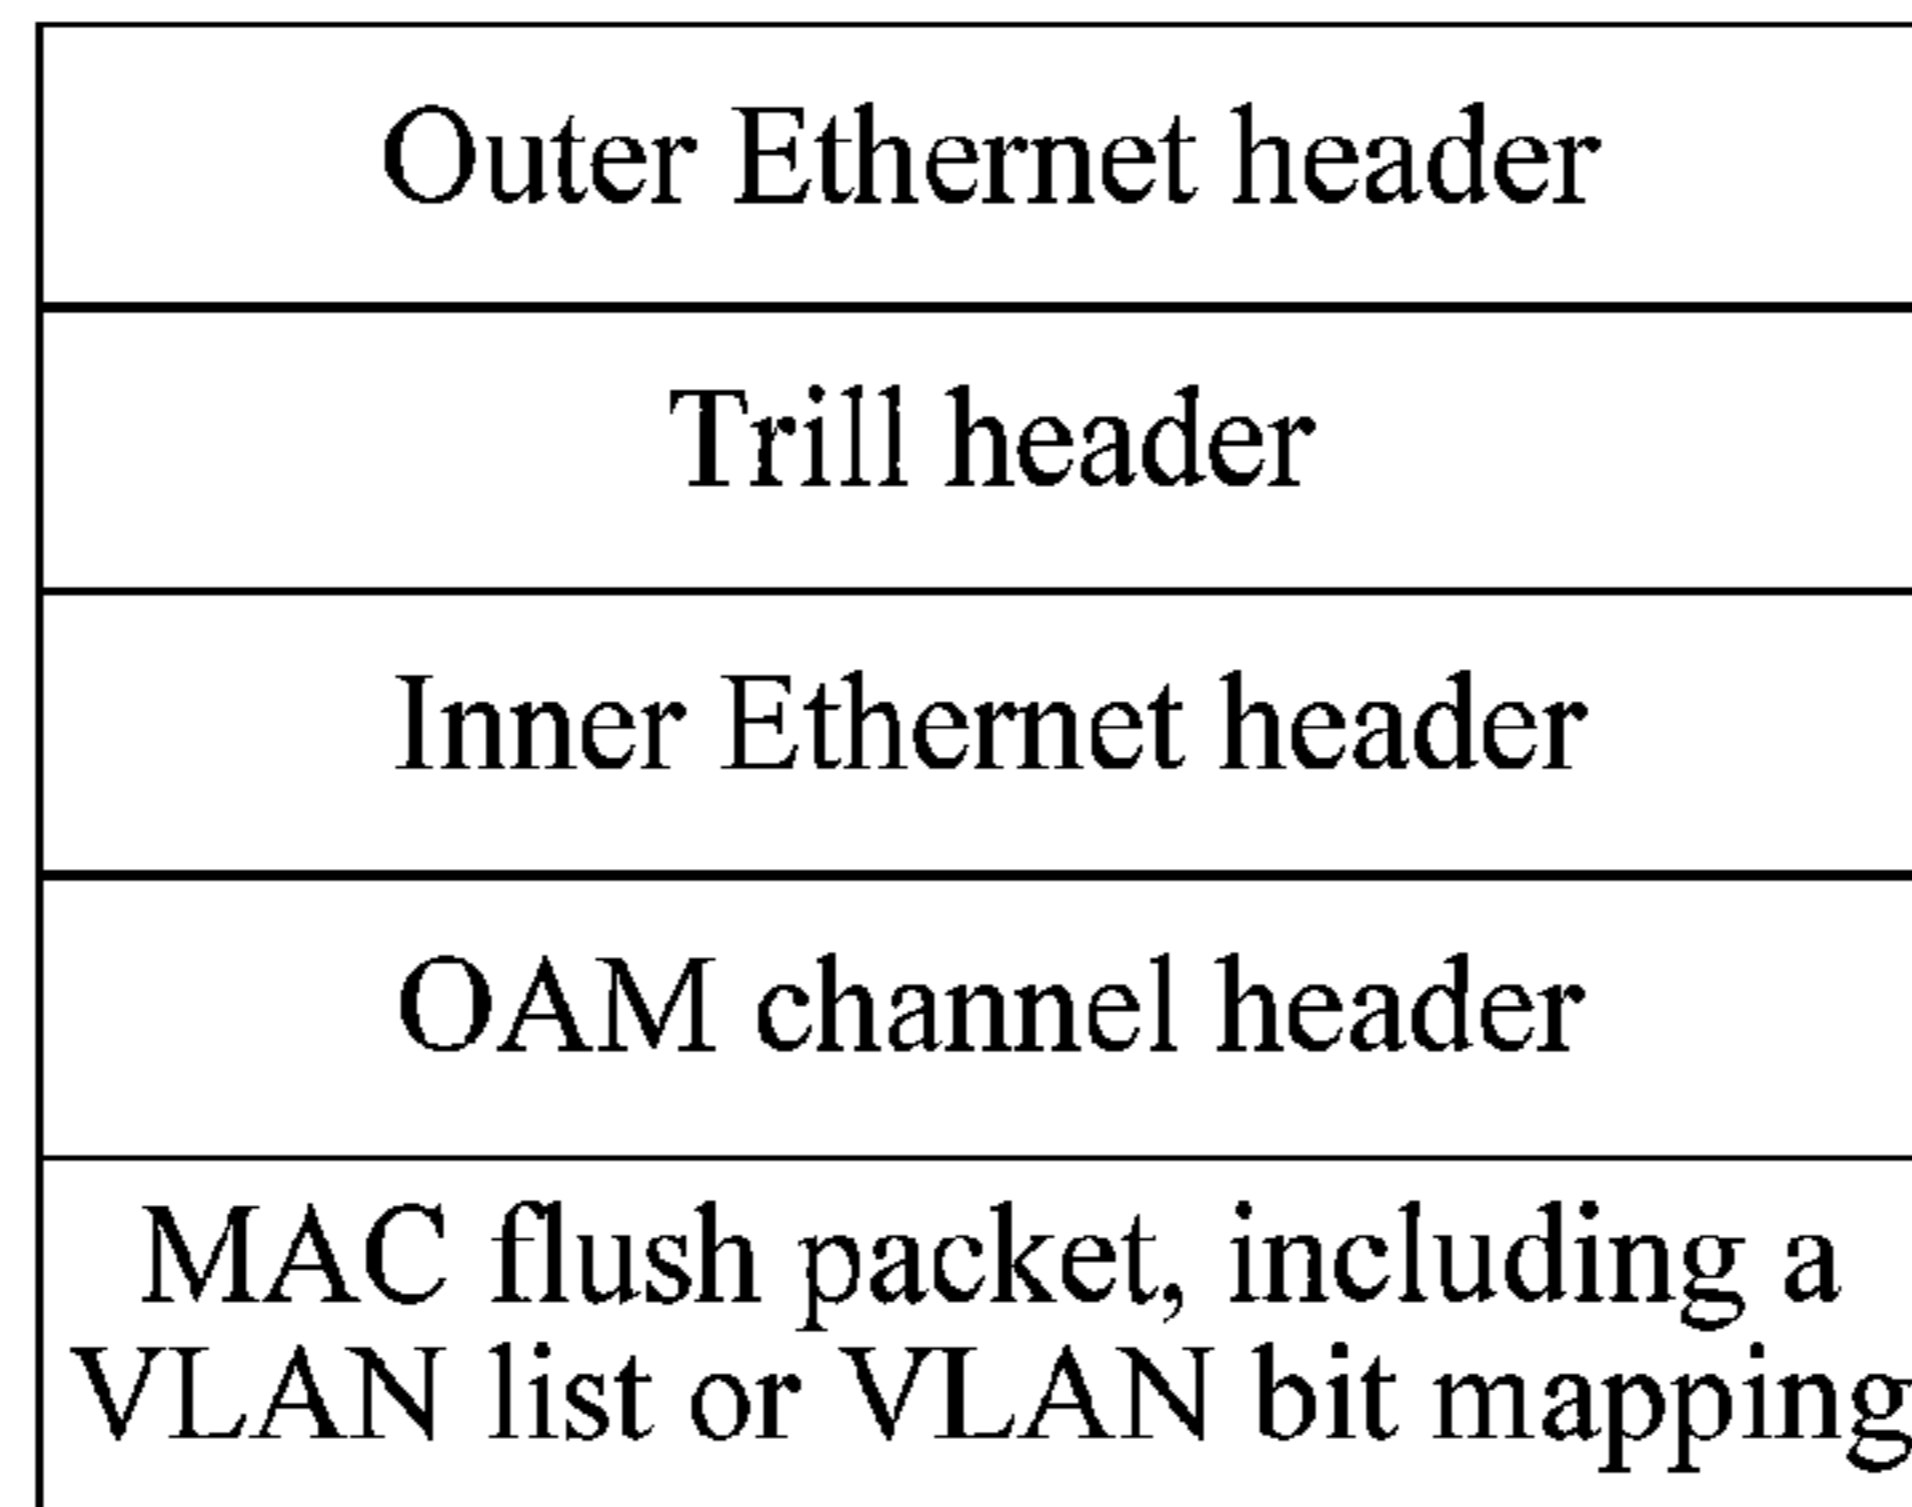 Outer Ethernet header
Trill header
Inner Ethernet header
OAM channel header
MAC flush packet, including a
VLAN list or VLAN bit mapping